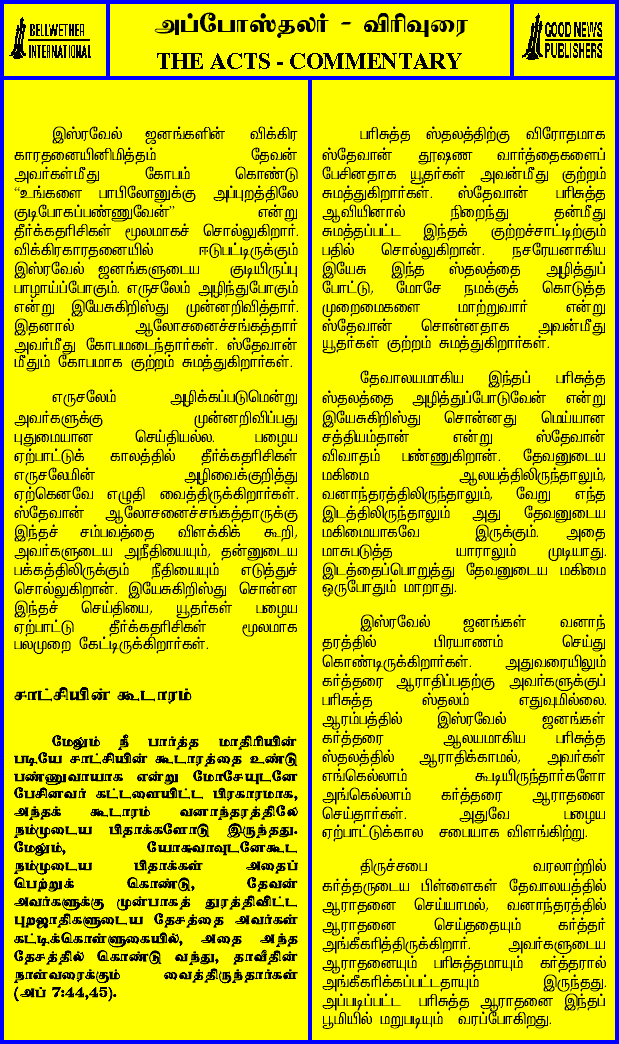 BELLWETHER
INTERNATIONAL
அப்போஸ்தலர் - விரிவுரை
THE ACTS - COMMENTARY
GOOD NEWS
PUBLISHERS
இஸ்ரவேல் ஜனங்களின் விக்கிர
காரதனையினிமித்தம் தேவன்
அவர்கள்மீது கோபம் கொண்டு
“உங்களை பாபிலோனுக்கு அப்புறத்திலே
குடிபோகப்பண்ணுவேன்” என்று
தீர்க்கதரிசிகள் மூலமாகச் சொல்லுகிறார்.
விக்கிரகாரதனையில் ஈடுபட்டிருக்கும்
இஸ்ரவேல் ஜனங்களுடைய குடியிருப்பு
பாழாய்ப்போகும். எருசலேம் அழிந்துபோகும்
என்று இயேசுகிறிஸ்து முன்னறிவித்தார்.
இதனால் ஆலோசனைச்சங்கத்தார்
அவர்மீது கோபமடைந்தார்கள். ஸ்தேவான்
மீதும் கோபமாக குற்றம் சுமத்துகிறார்கள்.
எருசலேம் அழிக்கப்படுமென்று
அவர்களுக்கு முன்னறிவிப்பது
புதுமையான செய்தியல்ல. பழைய
ஏற்பாட்டுக் காலத்தில் தீர்க்கதரிசிகள்
எருசலேமின் அழிவைக்குறித்து
ஏற்கெனவே எழுதி வைத்திருக்கிறார்கள்.
ஸ்தேவான் ஆலோசனைச்சங்கத்தாருக்கு
இந்தச் சம்பவத்தை விளக்கிக் கூறி,
அவர்களுடைய அநீதியையும், தன்னுடைய
பக்கத்திலிருக்கும் நீதியையும் எடுத்துச்
சொல்லுகிறான். இயேசுகிறிஸ்து சொன்ன
இந்தச் செய்தியை, யூதர்கள் பழைய
ஏற்பாட்டு தீர்க்கதரிசிகள் மூலமாக
பலமுறை கேட்டிருக்கிறார்கள்.
சாட்சியின் கூடாரம்
மேலும் நீ பார்த்த மாதிரியின்
படியே சாட்சியின் கூடாரத்தை உண்டு
பண்ணுவாயாக என்று மோசேயுடனே
பேசினவர் கட்டளையிட்ட பிரகாரமாக,
அந்தக் கூடாரம் வனாந்தரத்திலே
நம்முடைய பிதாக்களோடு இருந்தது.
மேலும், யோசுவாவுடனேகூட
நம்முடைய பிதாக்கள் அதைப்
பெற்றுக் கொண்டு, தேவன்
அவர்களுக்கு முன்பாகத் துரத்திவிட்ட
புறஜாதிகளுடைய தேசத்தை அவர்கள்
கட்டிக்கொள்ளுகையில், அதை அந்த
தேசத்தில் கொண்டு வந்து, தாவீதின்
நாள்வரைக்கும் வைத்திருந்தார்கள்
(அப் 7:44,45).
பரிசுத்த ஸ்தலத்திற்கு விரோதமாக
ஸ்தேவான் தூஷண வார்த்தைகளைப்
பேசினதாக யூதர்கள் அவன்மீது குற்றம்
சுமத்துகிறார்கள். ஸ்தேவான் பரிசுத்த
ஆவியினால் நிறைந்து தன்மீது
சுமத்தப்பட்ட இந்தக் குற்றச்சாட்டிற்கும்
பதில் சொல்லுகிறான். நசரேயனாகிய
இயேசு இந்த ஸ்தலத்தை அழித்துப்
போட்டு, மோசே நமக்குக் கொடுத்த
முறைமைகளை மாற்றுவார் என்று
ஸ்தேவான் சொன்னதாக அவன்மீது
யூதர்கள் குற்றம் சுமத்துகிறார்கள்.
தேவாலயமாகிய இந்தப் பரிசுத்த
ஸ்தலத்தை அழித்துப்போடுவேன் என்று
இயேசுகிறிஸ்து சொன்னது மெய்யான
சத்தியம்தான் என்று ஸ்தேவான்
விவாதம் பண்ணுகிறான். தேவனுடைய
மகிமை ஆலயத்திலிருந்தாலும்,
வனாந்தரத்திலிருந்தாலும், வேறு எந்த
இடத்திலிருந்தாலும் அது தேவனுடைய
மகிமையாகவே இருக்கும். அதை
மாசுபடுத்த யாராலும் முடியாது.
இடத்தைப்பொறுத்து தேவனுடைய மகிமை
ஒருபோதும் மாறாது.
இஸ்ரவேல் ஜனங்கள் வனாந்
தரத்தில் பிரயாணம் செய்து
கொண்டிருக்கிறார்கள். அதுவரையிலும்
கர்த்தரை ஆராதிப்பதற்கு அவர்களுக்குப்
பரிசுத்த ஸ்தலம் எதுவுமில்லை.
ஆரம்பத்தில் இஸ்ரவேல் ஜனங்கள்
கர்த்தரை ஆலயமாகிய பரிசுத்த
ஸ்தலத்தில் ஆராதிக்காமல், அவர்கள்
எங்கெல்லாம் கூடியிருந்தார்களோ
அங்கெல்லாம் கர்த்தரை ஆராதனை
செய்தார்கள். அதுவே பழைய
ஏற்பாட்டுக்கால சபையாக விளங்கிற்று.
திருச்சபை வரலாற்றில்
கர்த்தருடைய பிள்ளைகள் தேவாலயத்தில்
ஆராதனை செய்யாமல், வனாந்தரத்தில்
ஆராதனை செய்ததையும் கர்த்தர்
அங்கீகரித்திருக்கிறார். அவர்களுடைய
ஆராதனையும் பரிசுத்தமாயும் கர்த்தரால்
அங்கீகரிக்கப்பட்டதாயும் இருந்தது.
அப்படிப்பட்ட பரிசுத்த ஆராதனை இந்தப்
பூமியில் மறுபடியும் வரப்போகிறது.